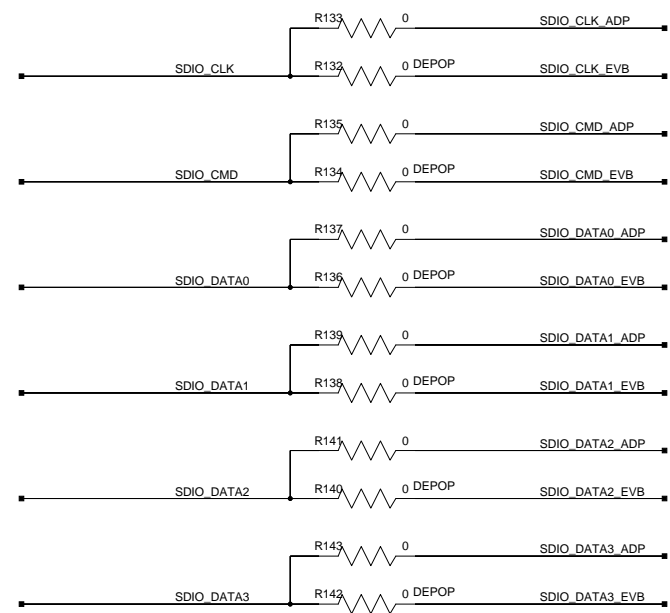 R133 0 SDIO_CLK_ADP
SDIO_CLK R132 0 DEPOP SDIO_CLK_EVB
R135 0 SDIO_CMD_ADP
SDIO_CMD R134 0 DEPOP SDIO_CMD_EVB
R137 0 SDIO_DATA0_ADP
SDIO_DATA0 R136 0 DEPOP SDIO_DATA0_EVB
R139 0 SDIO_DATA1_ADP
SDIO_DATA1 R138 0 DEPOP SDIO_DATA1_EVB
R141 0 SDIO_DATA2_ADP
SDIO_DATA2 R140 0 DEPOP SDIO_DATA2_EVB
R143 0 SDIO_DATA3_ADP
SDIO_DATA3 R142 0 DEPOP SDIO_DATA3_EVB